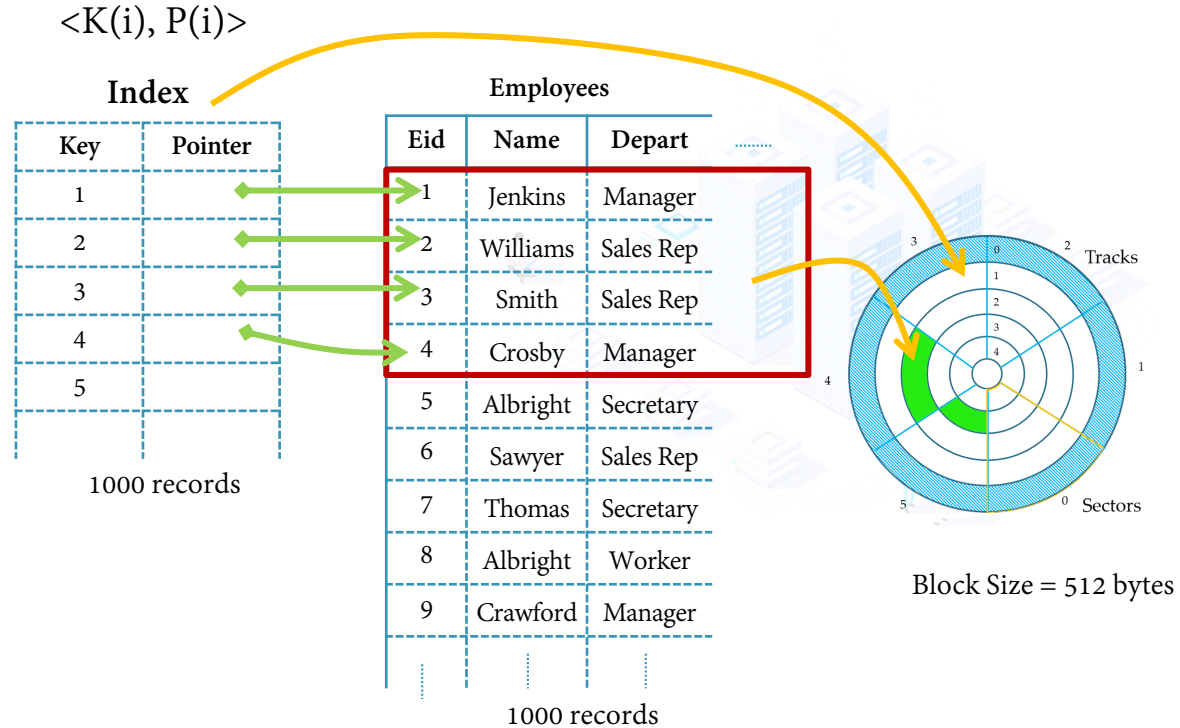 <K(i), P(i)>
Index
Key Pointer
1
2
3
4
5
1000 records
Employees
Eid Name Depart .........
1 Jenkins Manager
2 Williams Sales Rep
3 Smith Sales Rep
4 Crosby Manager
5 Albright Secretary
6 Sawyer Sales Rep
7 Thomas Secretary
8 Albright Worker
9 Crawford Manager
1000 records
3 0 2 Tracks
1
2
3
4
4 1
5 0 Sectors
Block Size = 512 bytes